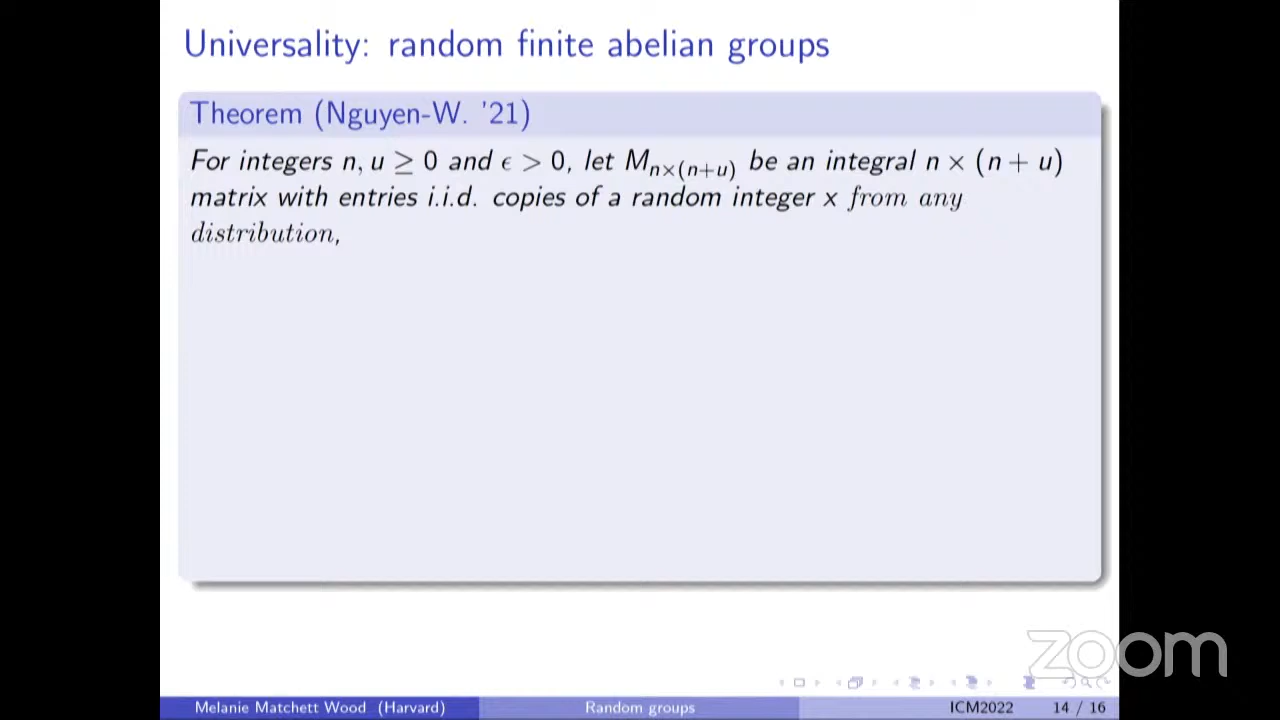 Universality: random finite abelian groups
Theorem (Nguyen-W. '21)
For integers n, u ≥ 0 and ϵ > 0, let Mₙₓ₍ₙ₊ᵤ₎ be an integral n × (n + u)
matrix with entries i.i.d. copies of a random integer x from any
distribution,
zoom
Melanie Matchett Wood (Harvard) Random groups ICM2022 14 / 16